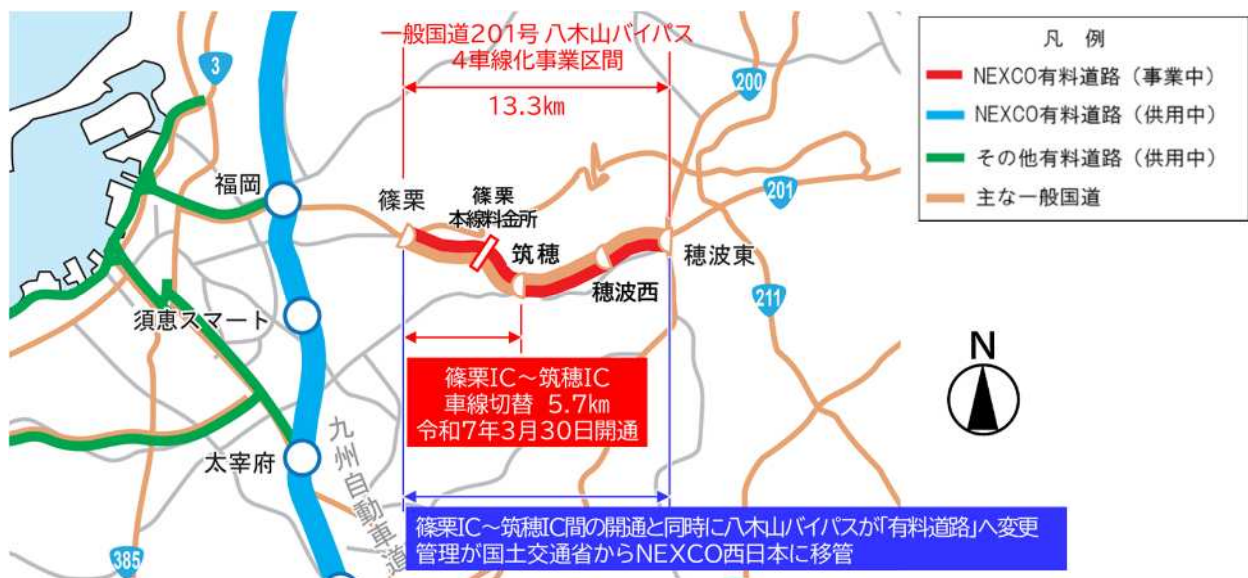 一般国道201号 八木山バイパス
4車線化事業区間
13.3km
凡 例
NEXCO有料道路（事業中）
NEXCO有料道路（供用中）
その他有料道路（供用中）
主な一般国道
3
200
福岡
篠栗
篠栗
本線料金所
201
筑穂
穂波東
穂波西
211
須恵スマート
N
篠栗IC～筑穂IC
車線切替 5.7km
令和7年3月30日開通
太宰府
九州自動車道
篠栗IC～筑穂IC間の開通と同時に八木山バイパスが「有料道路」へ変更
管理が国土交通省からNEXCO西日本に移管
385